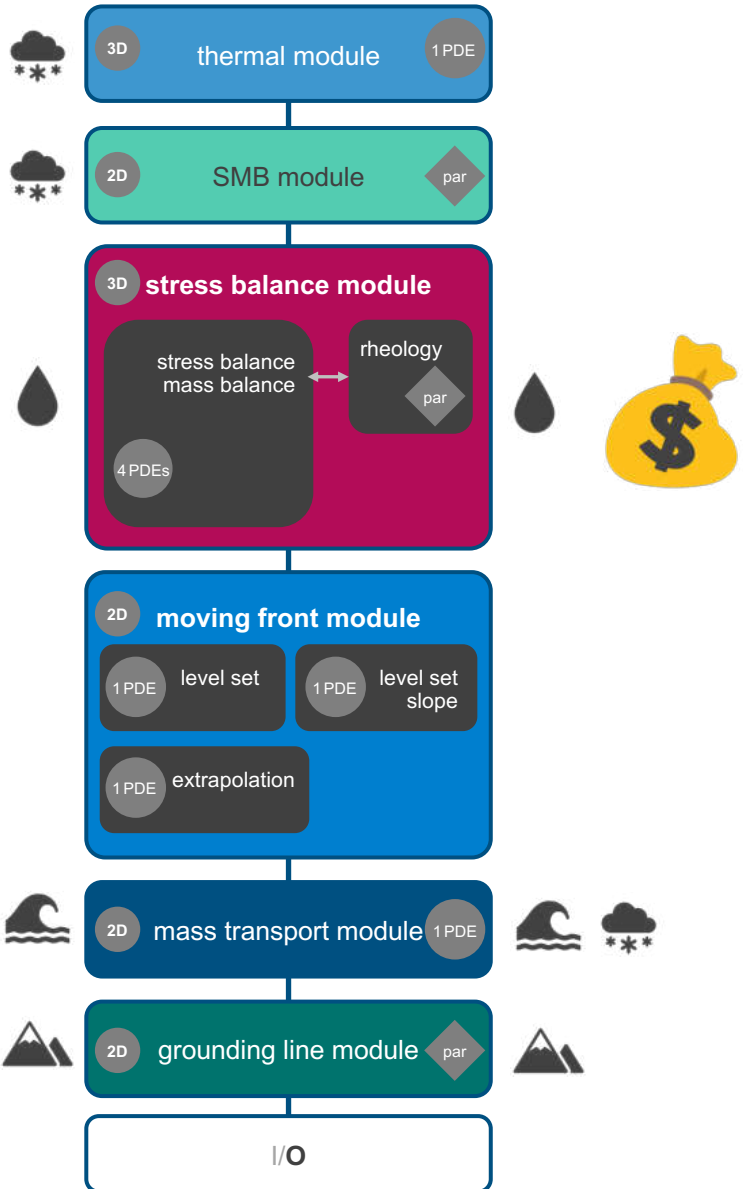 3D
thermal module
1 PDE
2D
SMB module
par
3D
stress balance module
stress balance
mass balance
4 PDEs
rheology
par
$
2D
moving front module
1 PDE
level set
1 PDE
level set
slope
1 PDE
extrapolation
2D
mass transport module
1 PDE
2D
grounding line module
par
I/O